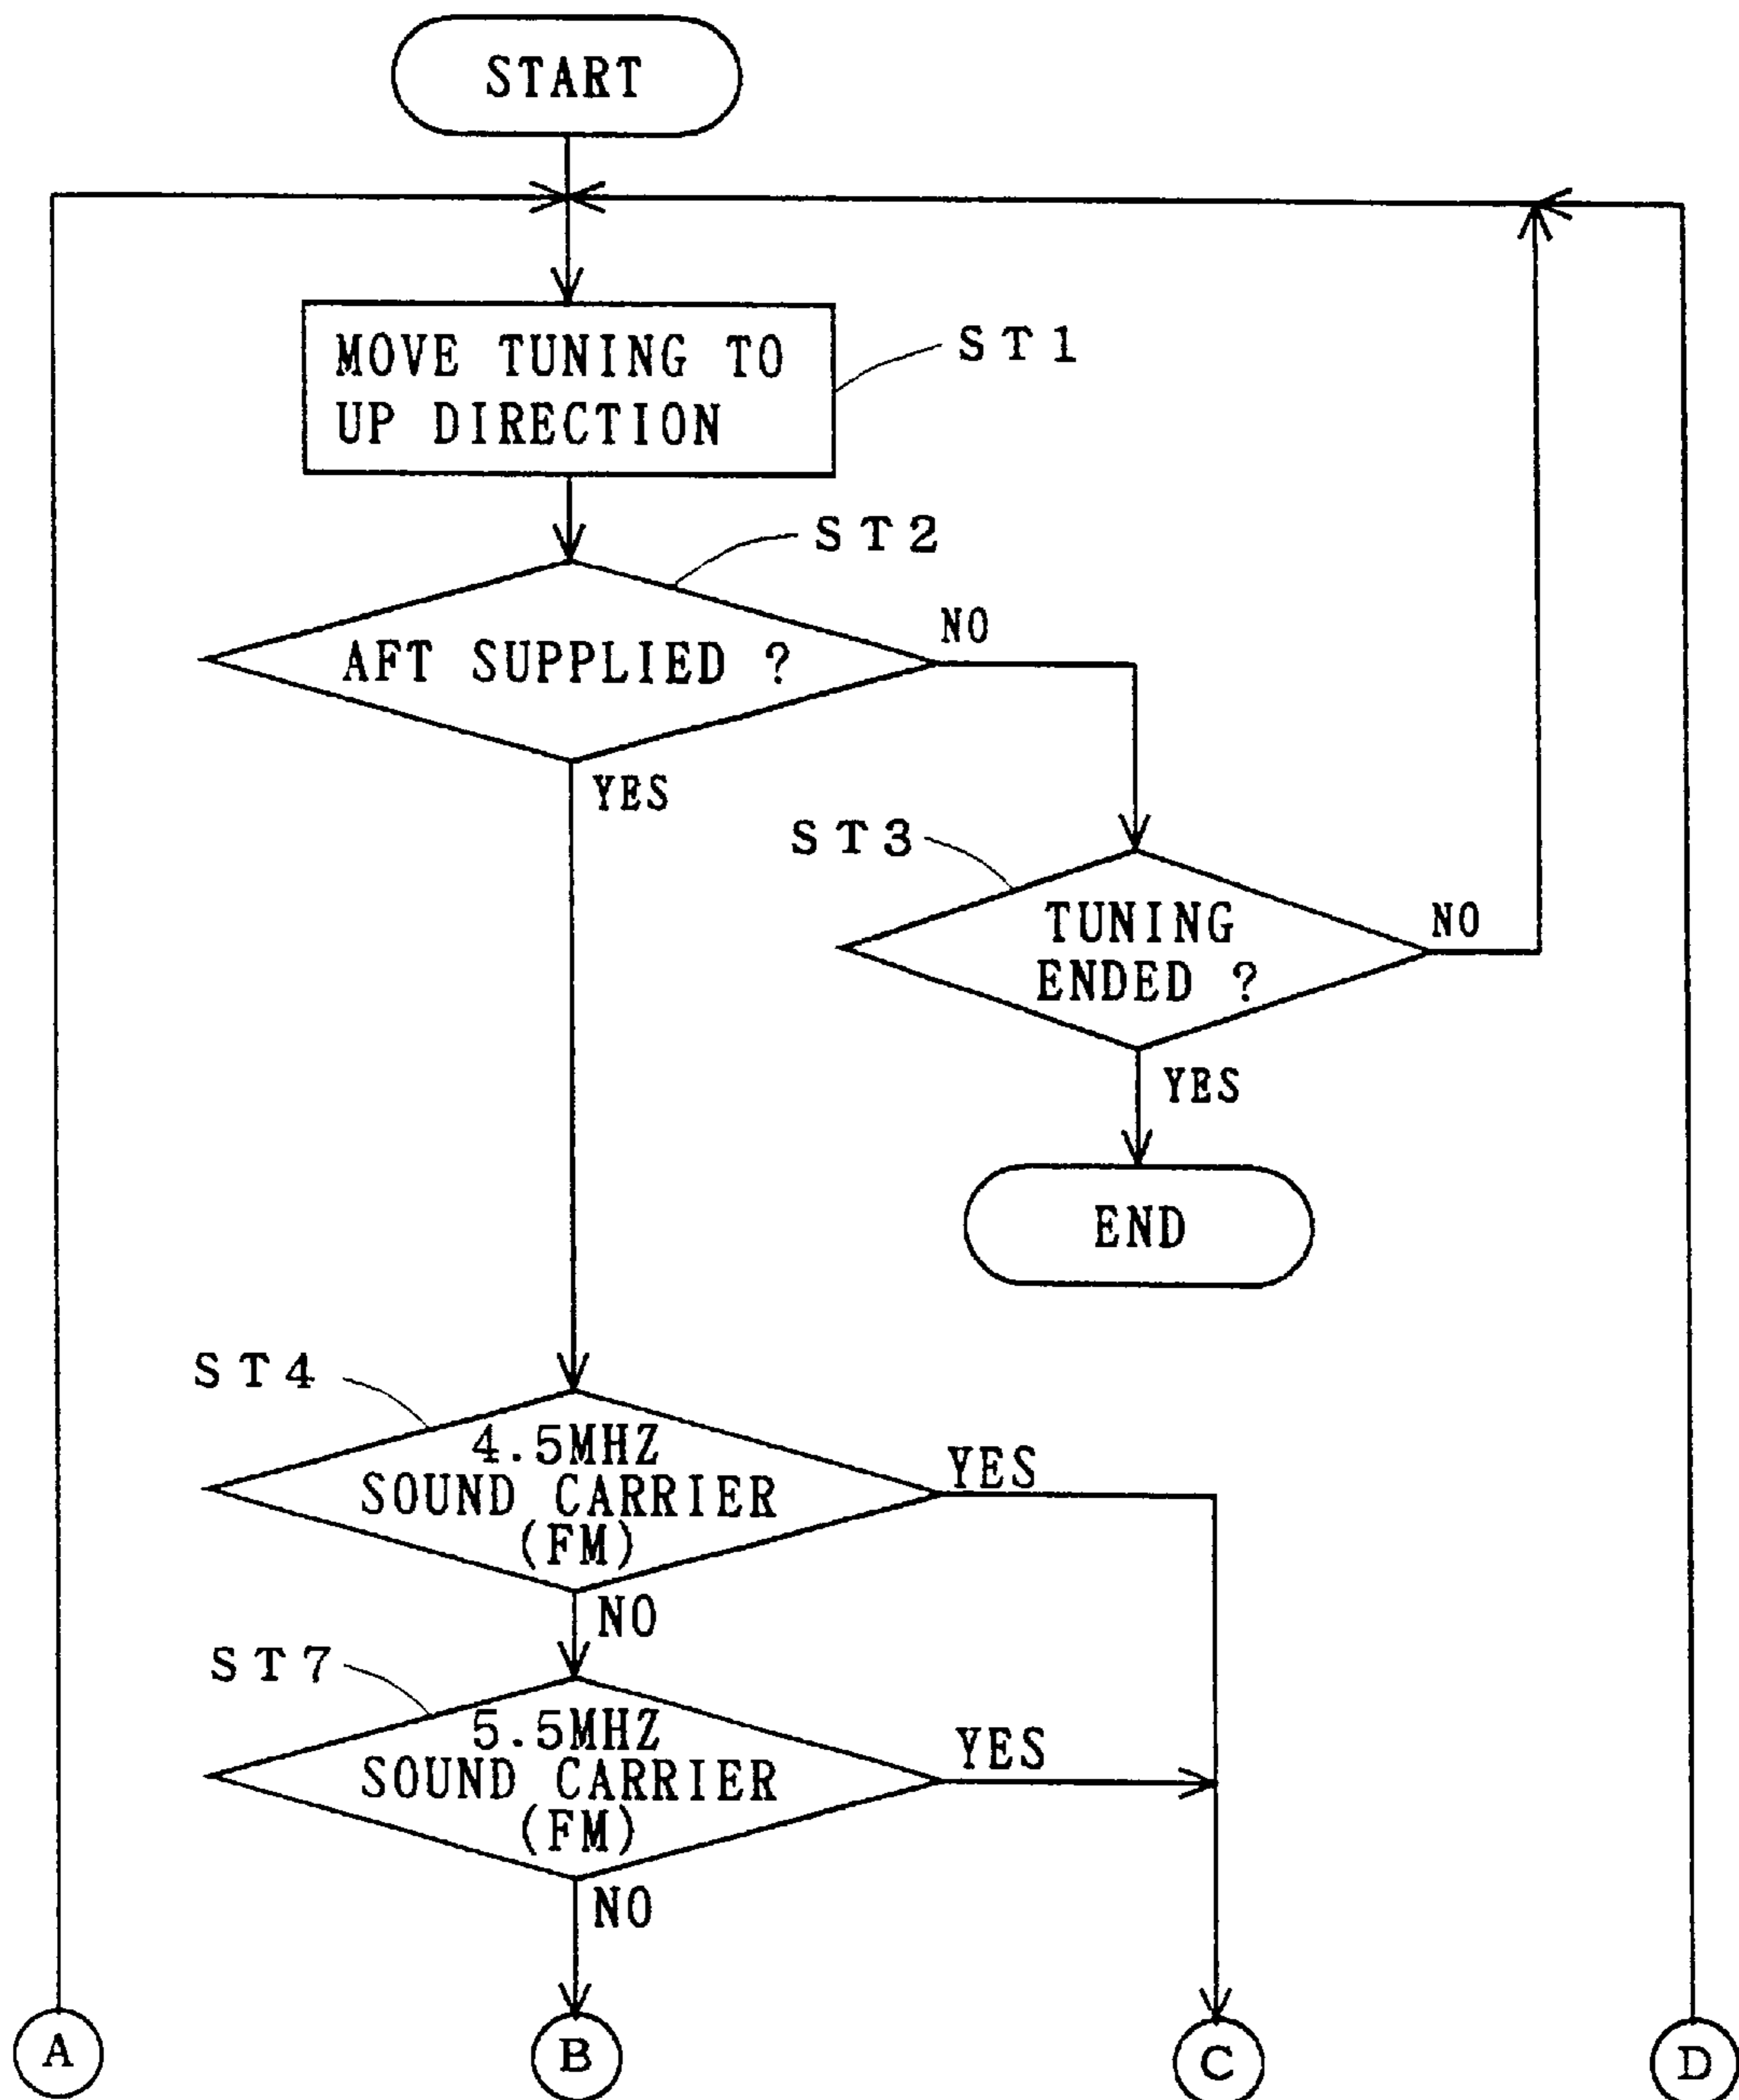 START
MOVE TUNING TO
UP DIRECTION
ST1
ST2
AFT SUPPLIED ?
NO
YES
ST3
TUNING
ENDED ?
NO
YES
END
ST4
4.5MHZ
SOUND CARRIER
(FM)
YES
NO
ST7
5.5MHZ
SOUND CARRIER
(FM)
YES
NO
A
B
C
D